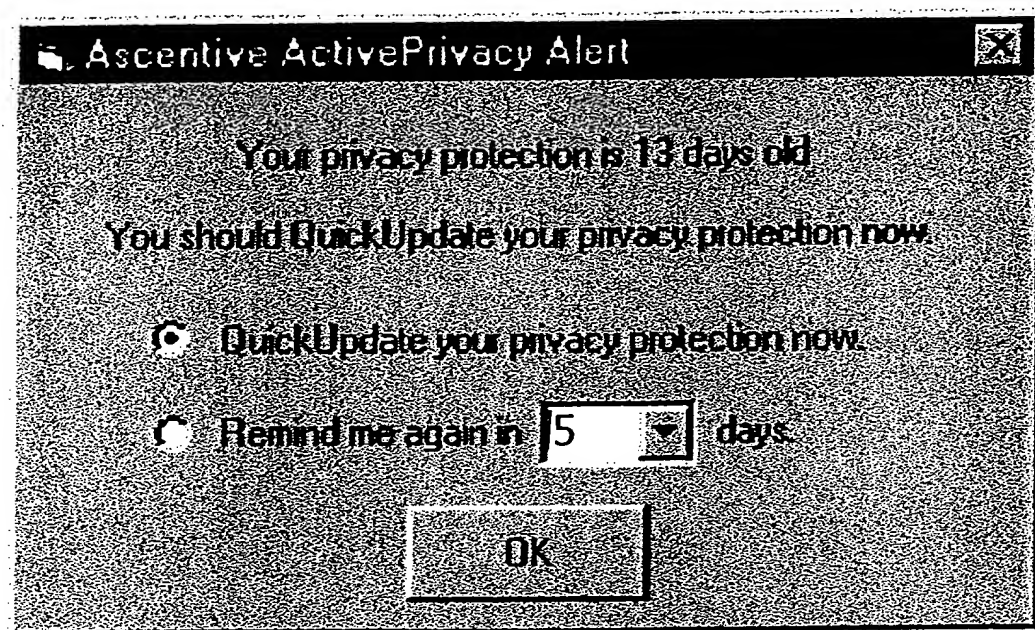 Ascentive ActivePrivacy Alert
Your privacy protection is 13 days old
You should QuickUpdate your privacy protection now.
QuickUpdate your privacy protection now.
Remind me again in 5 days.
OK